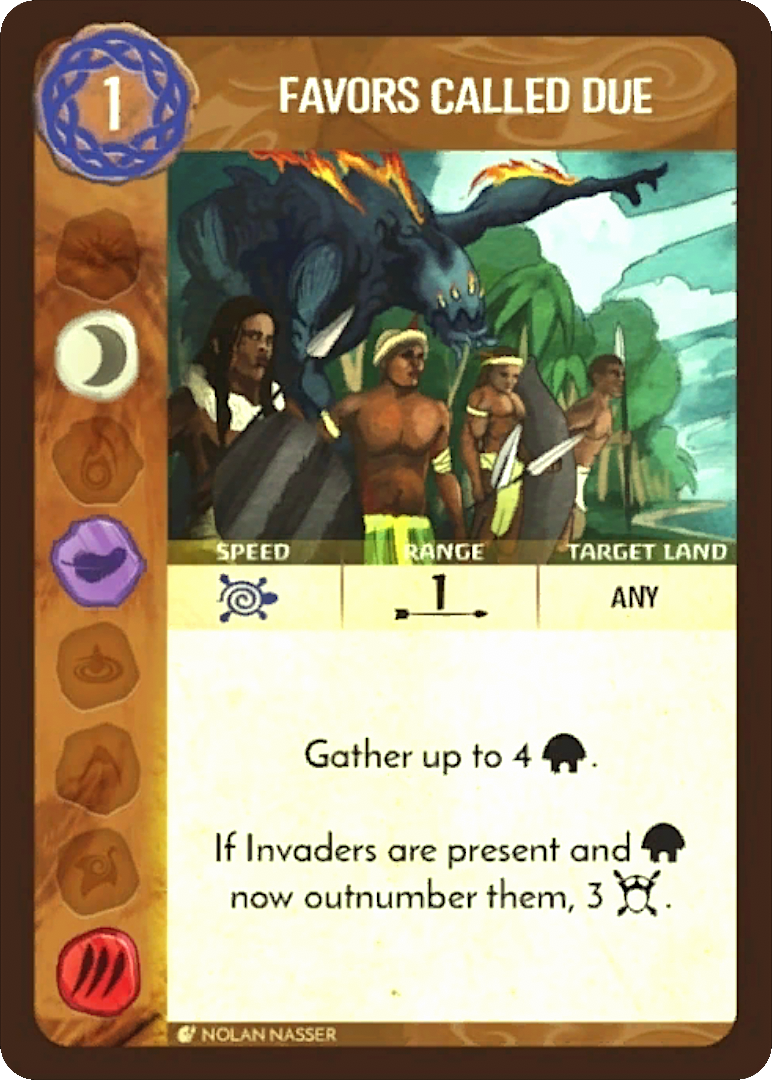 1
FAVORS CALLED DUE
SPEED RANGE TARGET LAND
1 ANY
Gather up to 4 .
If Invaders are present and
now outnumber them, 3 .
NOLAN NASSER